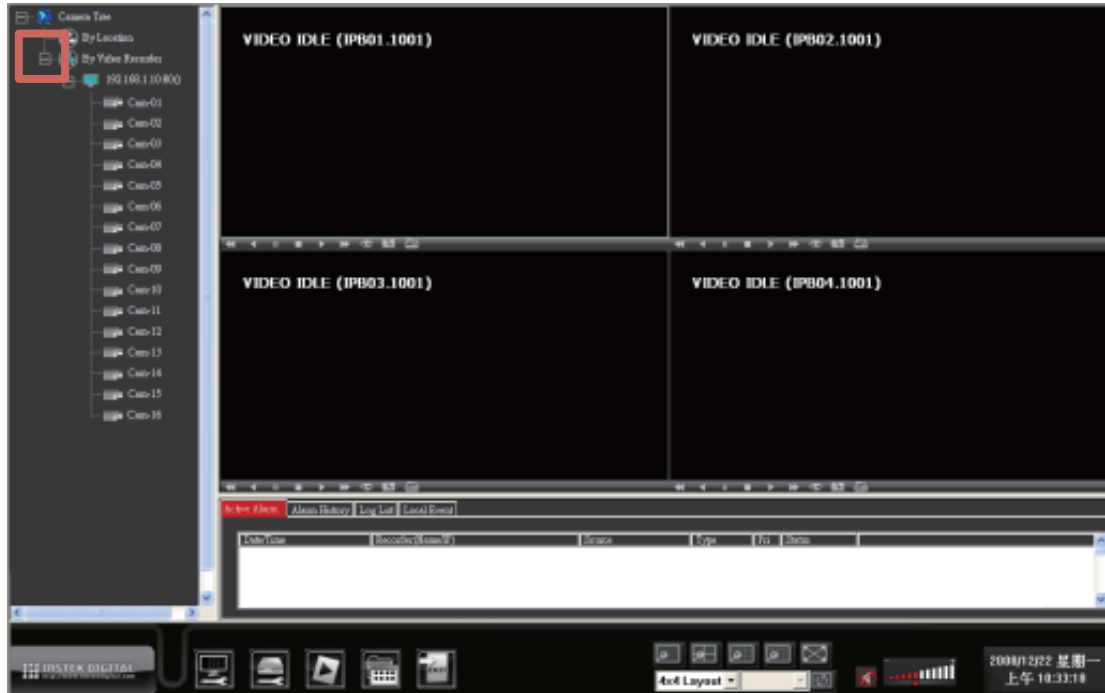 Camera Tree
By Location
By Video Recorder
192.168.1.10:80()
Cam-01
Cam-02
Cam-03
Cam-04
Cam-05
Cam-06
Cam-07
Cam-08
Cam-09
Cam-10
Cam-11
Cam-12
Cam-13
Cam-14
Cam-15
Cam-16
VIDEO IDLE (IPB01.1001)
VIDEO IDLE (IPB02.1001)
VIDEO IDLE (IPB03.1001)
VIDEO IDLE (IPB04.1001)
Active Alarm Alarm History Log List Local Event
Date/Time Recorder(Name/IP) Source Type Pri Status
INSTEK DIGITAL
4x4 Layout
2008/12/22 星期一
上午 10:33:18